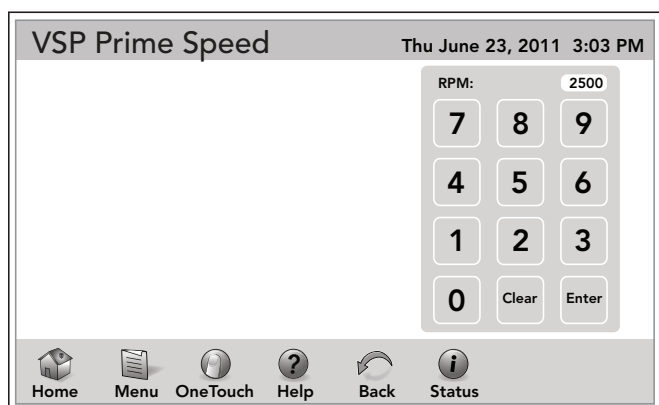 VSP Prime Speed
Thu June 23, 2011 3:03 PM
RPM: 2500
7 8 9
4 5 6
1 2 3
0 Clear Enter
Home Menu OneTouch Help Back Status